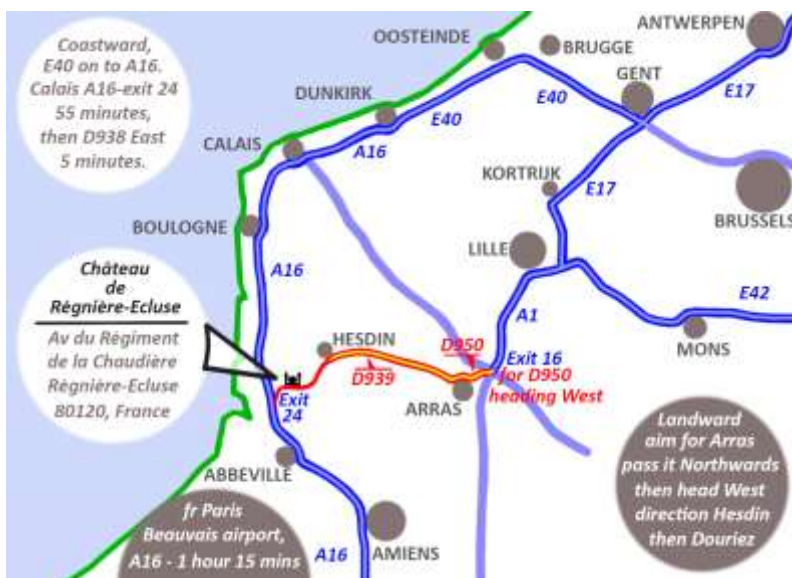 Coastward,
E40 on to A16.
Calais A16-exit 24
55 minutes,
then D938 East
5 minutes.
OOSTEINDE
BRUGGE
ANTWERPEN
GENT
E40
E17
DUNKIRK
E40
CALAIS
A16
KORTRIJK
E17
BRUSSELS
BOULOGNE
LILLE
A16
E42
Château
de
Régnière-Ecluse
Av du Règiment
de la Chaudière
Règnière-Ecluse
80120, France
A1
MONS
HESDIN
D950
D939
Exit 16
for D950
heading West
Exit
24
ARRAS
Landward
aim for Arras
pass it Northwards
then head West
direction Hesdin
then Douriez
ABBEVILLE
fr Paris
Beauvais airport,
A16 - 1 hour 15 mins
A16
AMIENS